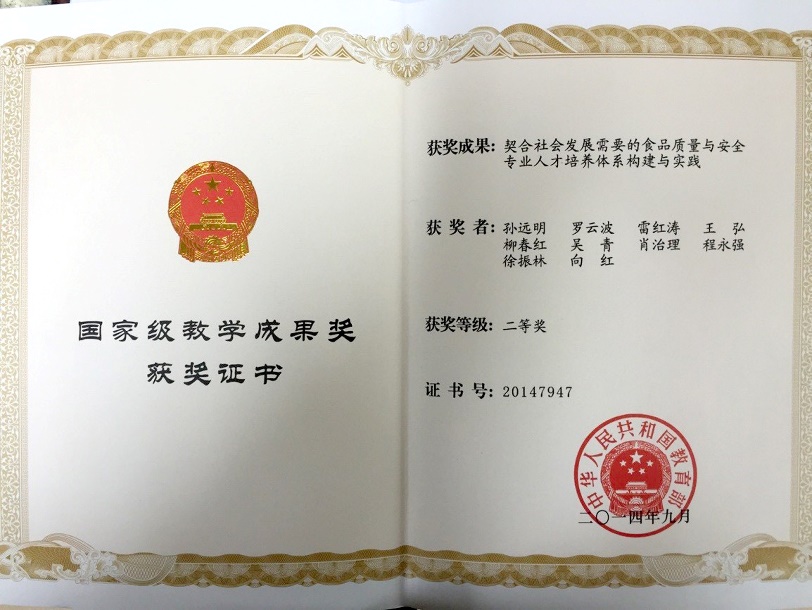 国家级教学成果奖
获奖证书
获奖成果：契合社会发展需要的食品质量与安全
专业人才培养体系构建与实践
获 奖 者：孙远明 罗云波 雷红涛 王 弘
柳春红 吴 青 肖治理 程永强
徐振林 向 红
获奖等级：二等奖
证 书 号：20147947
中华人民共和国教育部
二〇一四年九月